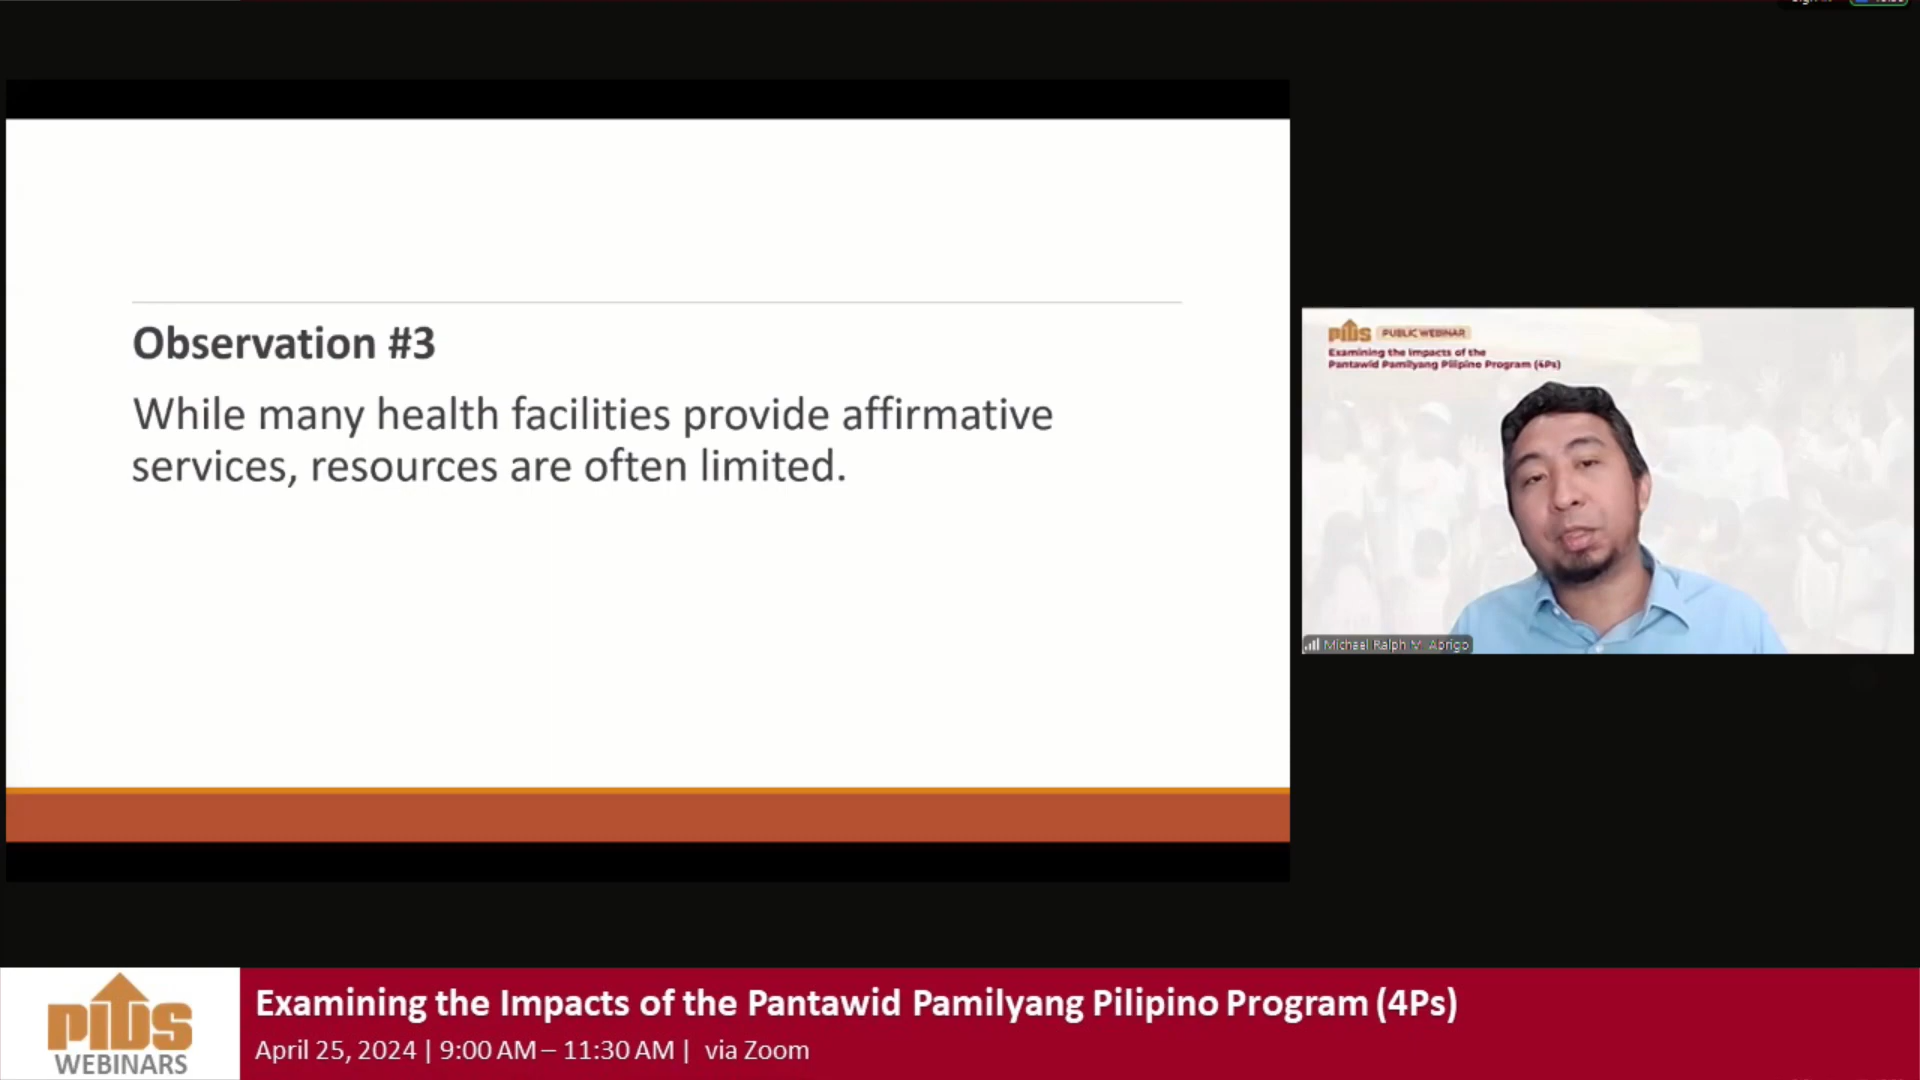 Observation #3
While many health facilities provide affirmative
services, resources are often limited.
PIDS PUBLIC WEBINAR
Examining the Impacts of the
Pantawid Pamilyang Pilipino Program (4Ps)
Michael Ralph M. Abrigo
PIDS
WEBINARS
Examining the Impacts of the Pantawid Pamilyang Pilipino Program (4Ps)
April 25, 2024 | 9:00 AM – 11:30 AM | via Zoom